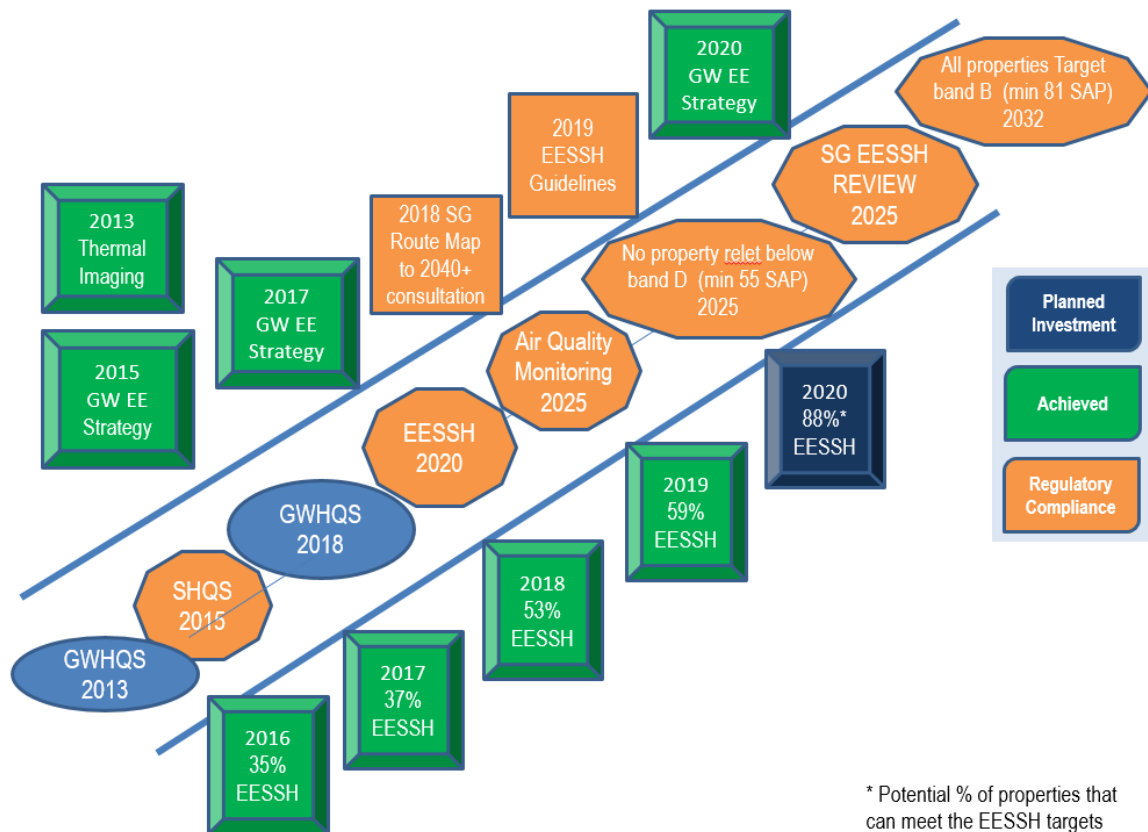 2020
GW EE
Strategy
All properties Target
band B (min 81 SAP)
2032
2019
EESSH
Guidelines
SG EESSH
REVIEW
2025
2013
Thermal
Imaging
2018 SG
Route Map
to 2040+
consultation
No property relet below
band D (min 55 SAP)
2025
2017
GW EE
Strategy
Planned
Investment
Air Quality
Monitoring
2025
2015
GW EE
Strategy
2020
88%*
EESSH
Achieved
EESSH
2020
2019
59%
EESSH
Regulatory
Compliance
GWHQS
2018
2018
53%
EESSH
SHQS
2015
GWHQS
2013
2017
37%
EESSH
2016
35%
EESSH
* Potential % of properties that
can meet the EESSH targets